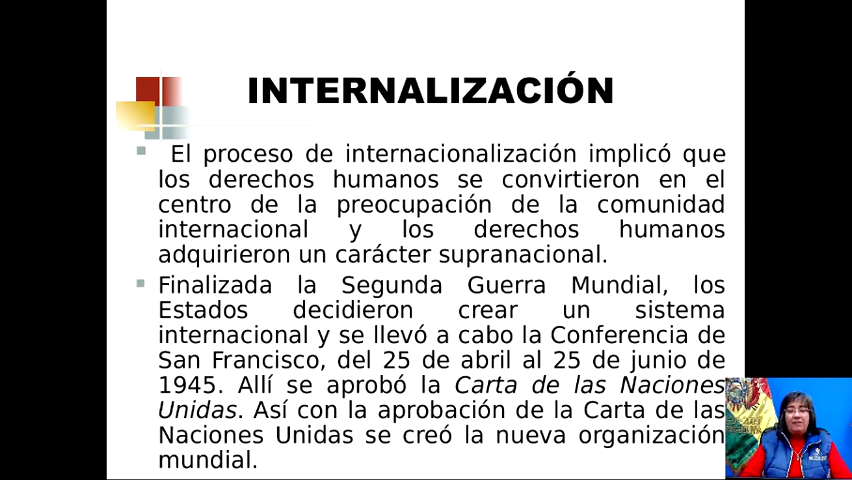 INTERNALIZACIÓN
El proceso de internacionalización implicó que
los derechos humanos se convirtieron en el
centro de la preocupación de la comunidad
internacional y los derechos humanos
adquirieron un carácter supranacional.
Finalizada la Segunda Guerra Mundial, los
Estados decidieron crear un sistema
internacional y se llevó a cabo la Conferencia de
San Francisco, del 25 de abril al 25 de junio de
1945. Allí se aprobó la Carta de las Naciones
Unidas. Así con la aprobación de la Carta de las
Naciones Unidas se creó la nueva organización
mundial.